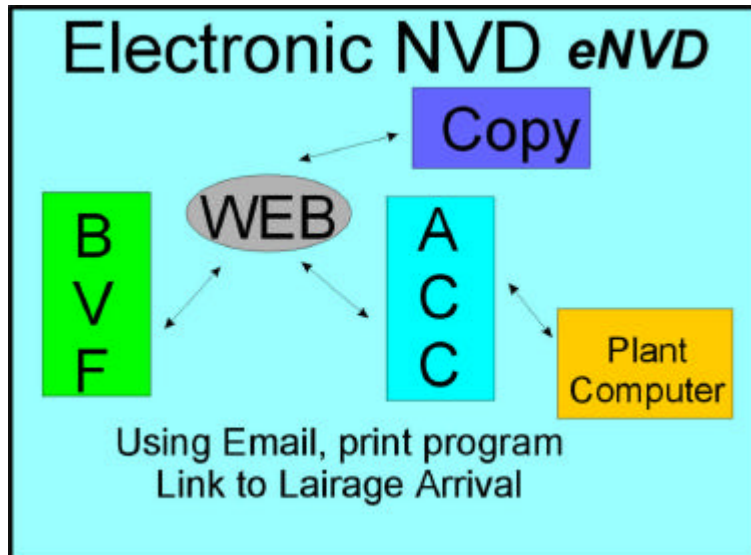 Electronic NVD eNVD
Copy
WEB
B
V
F
A
C
C
Plant
Computer
Using Email, print program
Link to Lairage Arrival